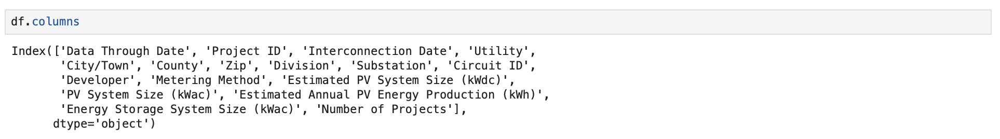 df.columns
Index(['Data Through Date', 'Project ID', 'Interconnection Date', 'Utility',
       'City/Town', 'County', 'Zip', 'Division', 'Substation', 'Circuit ID',
       'Developer', 'Metering Method', 'Estimated PV System Size (kWdc)',
       'PV System Size (kWac)', 'Estimated Annual PV Energy Production (kWh)',
       'Energy Storage System Size (kWac)', 'Number of Projects'],
      dtype='object')